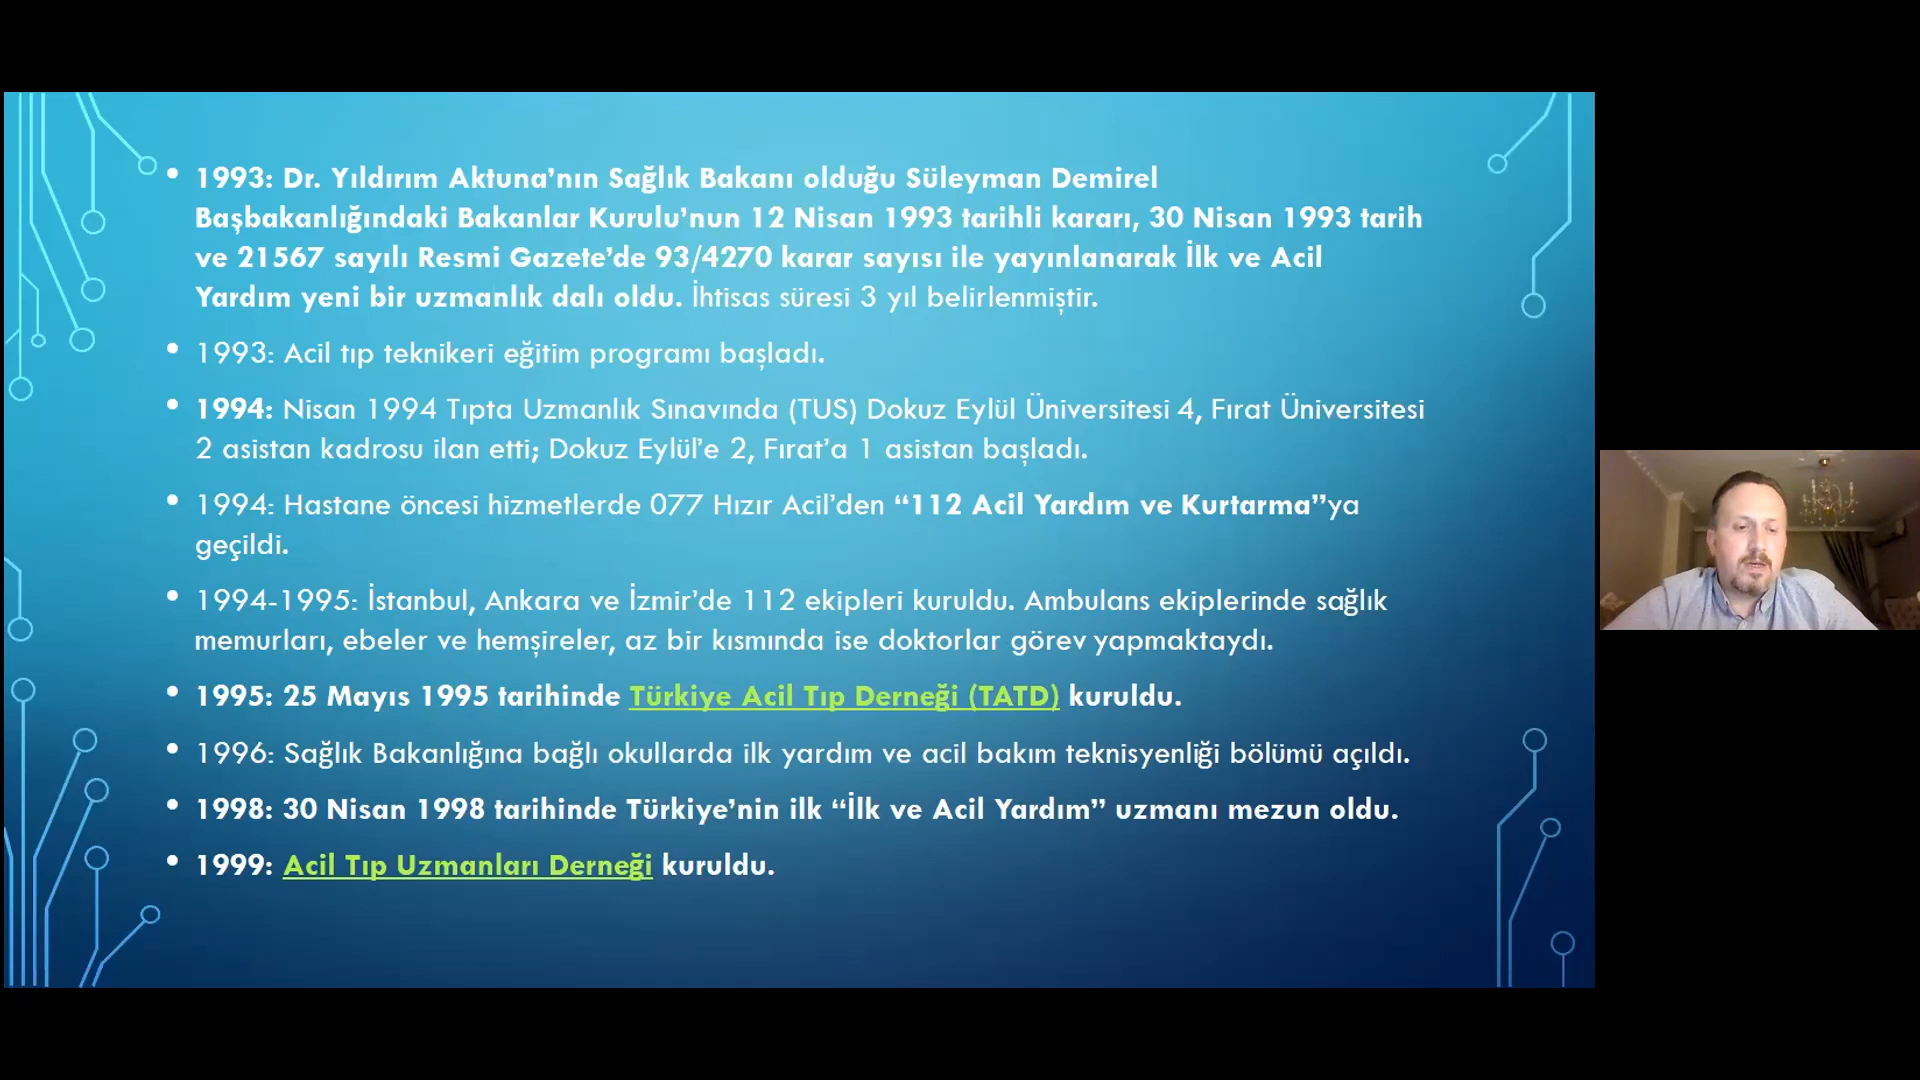 • 1993: Dr. Yıldırım Aktuna’nın Sağlık Bakanı olduğu Süleyman Demirel
Başbakanlığındaki Bakanlar Kurulu’nun 12 Nisan 1993 tarihli kararı, 30 Nisan 1993 tarih
ve 21567 sayılı Resmi Gazete’de 93/4270 karar sayısı ile yayınlanarak İlk ve Acil
Yardım yeni bir uzmanlık dalı oldu. İhtisas süresi 3 yıl belirlenmiştir.
• 1993: Acil tıp teknikeri eğitim programı başladı.
• 1994: Nisan 1994 Tıpta Uzmanlık Sınavında (TUS) Dokuz Eylül Üniversitesi 4, Fırat Üniversitesi
2 asistan kadrosu ilan etti; Dokuz Eylül’e 2, Fırat’a 1 asistan başladı.
• 1994: Hastane öncesi hizmetlerde 077 Hızır Acil’den “112 Acil Yardım ve Kurtarma”ya
geçildi.
• 1994-1995: İstanbul, Ankara ve İzmir’de 112 ekipleri kuruldu. Ambulans ekiplerinde sağlık
memurları, ebeler ve hemşireler, az bir kısmında ise doktorlar görev yapmaktaydı.
• 1995: 25 Mayıs 1995 tarihinde Türkiye Acil Tıp Derneği (TATD) kuruldu.
• 1996: Sağlık Bakanlığına bağlı okullarda ilk yardım ve acil bakım teknisyenliği bölümü açıldı.
• 1998: 30 Nisan 1998 tarihinde Türkiye’nin ilk “İlk ve Acil Yardım” uzmanı mezun oldu.
• 1999: Acil Tıp Uzmanları Derneği kuruldu.